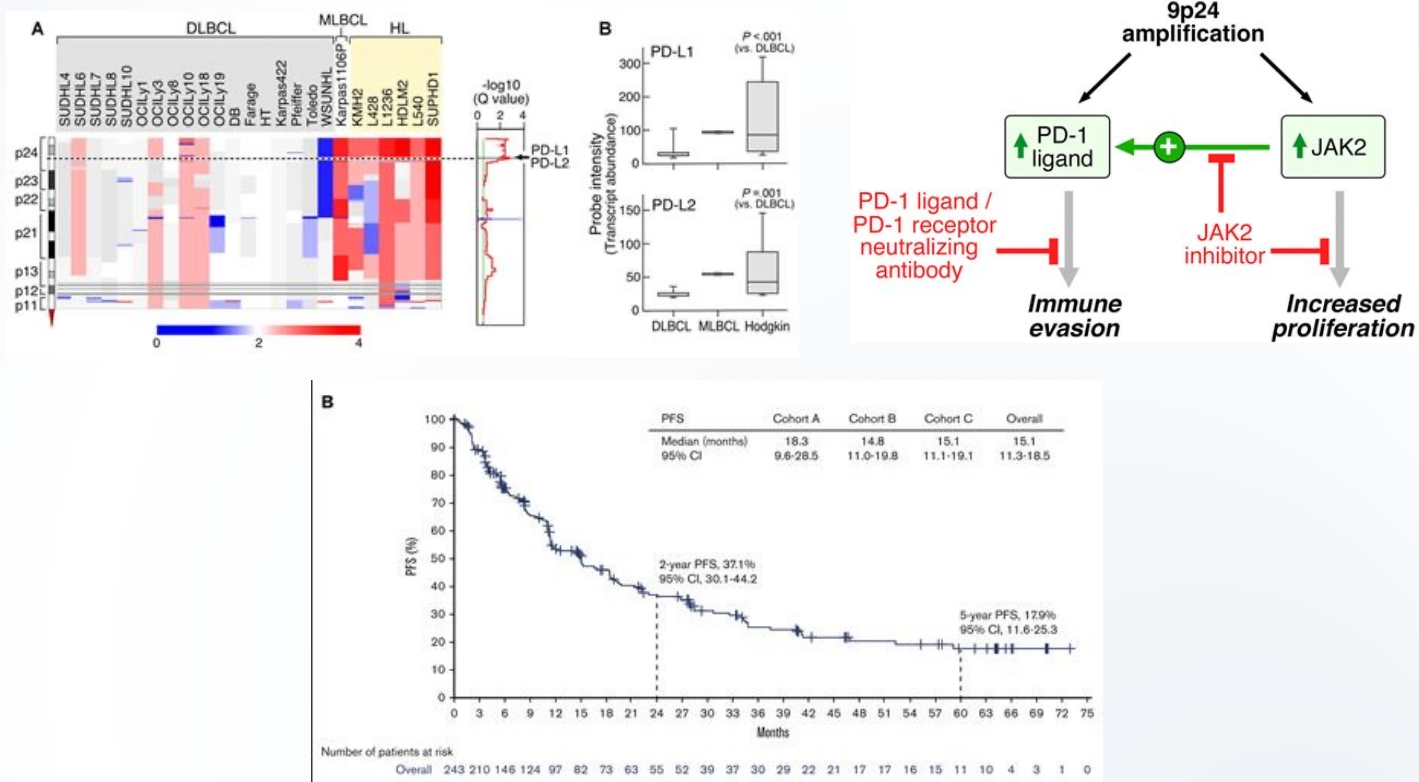 A
DLBCL
MLBCL
HL
SUDHL4
SUDHL6
SUDHL7
SUDHL8
SUDHL10
OCILy1
OCILy3
OCILy8
OCILy10
OCILy18
OCILy19
DB
Farage
HT
Karpas422
Pfeiffer
Toledo
WSUNHL
Karpas1106P
KMH2
L428
L1236
HDLM2
L540
SUPHD1
-log10
(Q value)
0 2 4
p24
p23
p22
p21
p13
p12
p11
PD-L1
PD-L2
0 2 4
B
Probe intensity
(Transcript abundance)
PD-L1
P <.001
(vs. DLBCL)
300
200
100
0
PD-L2
P =.001
(vs. DLBCL)
150
100
50
0
DLBCL MLBCL Hodgkin
9p24
amplification
PD-1
ligand
+
JAK2
PD-1 ligand /
PD-1 receptor
neutralizing
antibody
JAK2
inhibitor
Immune
evasion
Increased
proliferation
B
PFS Cohort A Cohort B Cohort C Overall
Median (months) 18.3 14.8 15.1 15.1
95% CI 9.6-28.5 11.0-19.8 11.1-19.1 11.3-18.5
PFS (%)
100
90
80
70
60
50
40
30
20
10
0
2-year PFS, 37.1%
95% CI, 30.1-44.2
5-year PFS, 17.9%
95% CI, 11.6-25.3
0 3 6 9 12 15 18 21 24 27 30 33 36 39 42 45 48 51 54 57 60 63 66 69 72 75
Months
Number of patients at risk
Overall 243 210 146 124 97 82 73 63 55 52 39 37 30 29 22 21 17 17 16 15 11 10 4 3 1 0